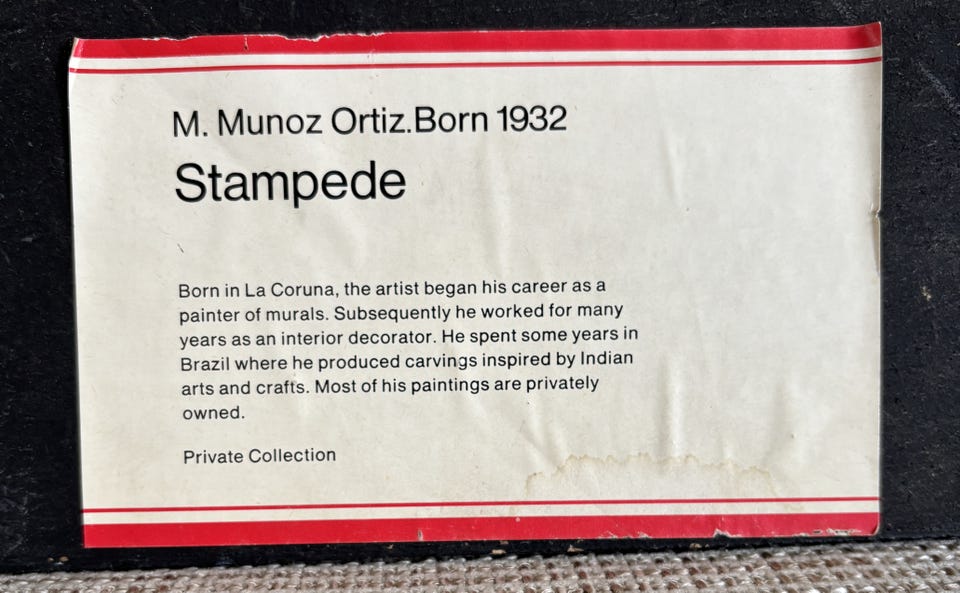 M. Munoz Ortiz.Born 1932
Stampede
Born in La Coruna, the artist began his career as a
painter of murals. Subsequently he worked for many
years as an interior decorator. He spent some years in
Brazil where he produced carvings inspired by Indian
arts and crafts. Most of his paintings are privately
owned.
Private Collection